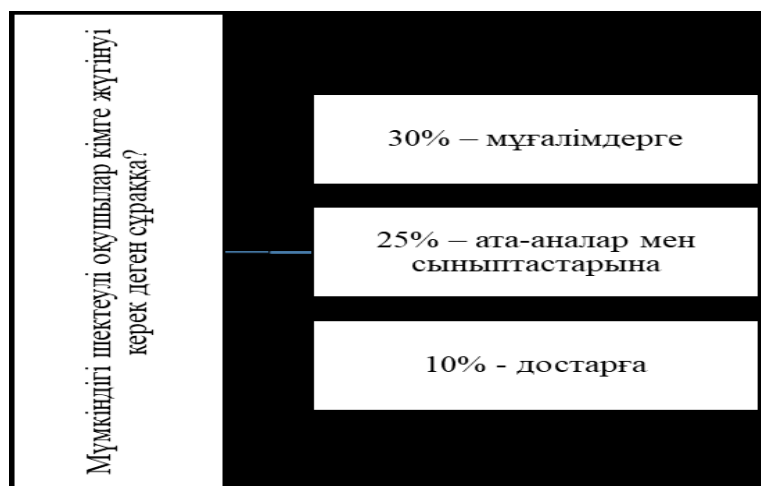 Мүмкіндігі шектеулі оқушылар кімге жүгінуі
керек деген сұраққа?
30% – мұғалімдерге
25% – ата-аналар мен
сыныптастарына
10% - достарға